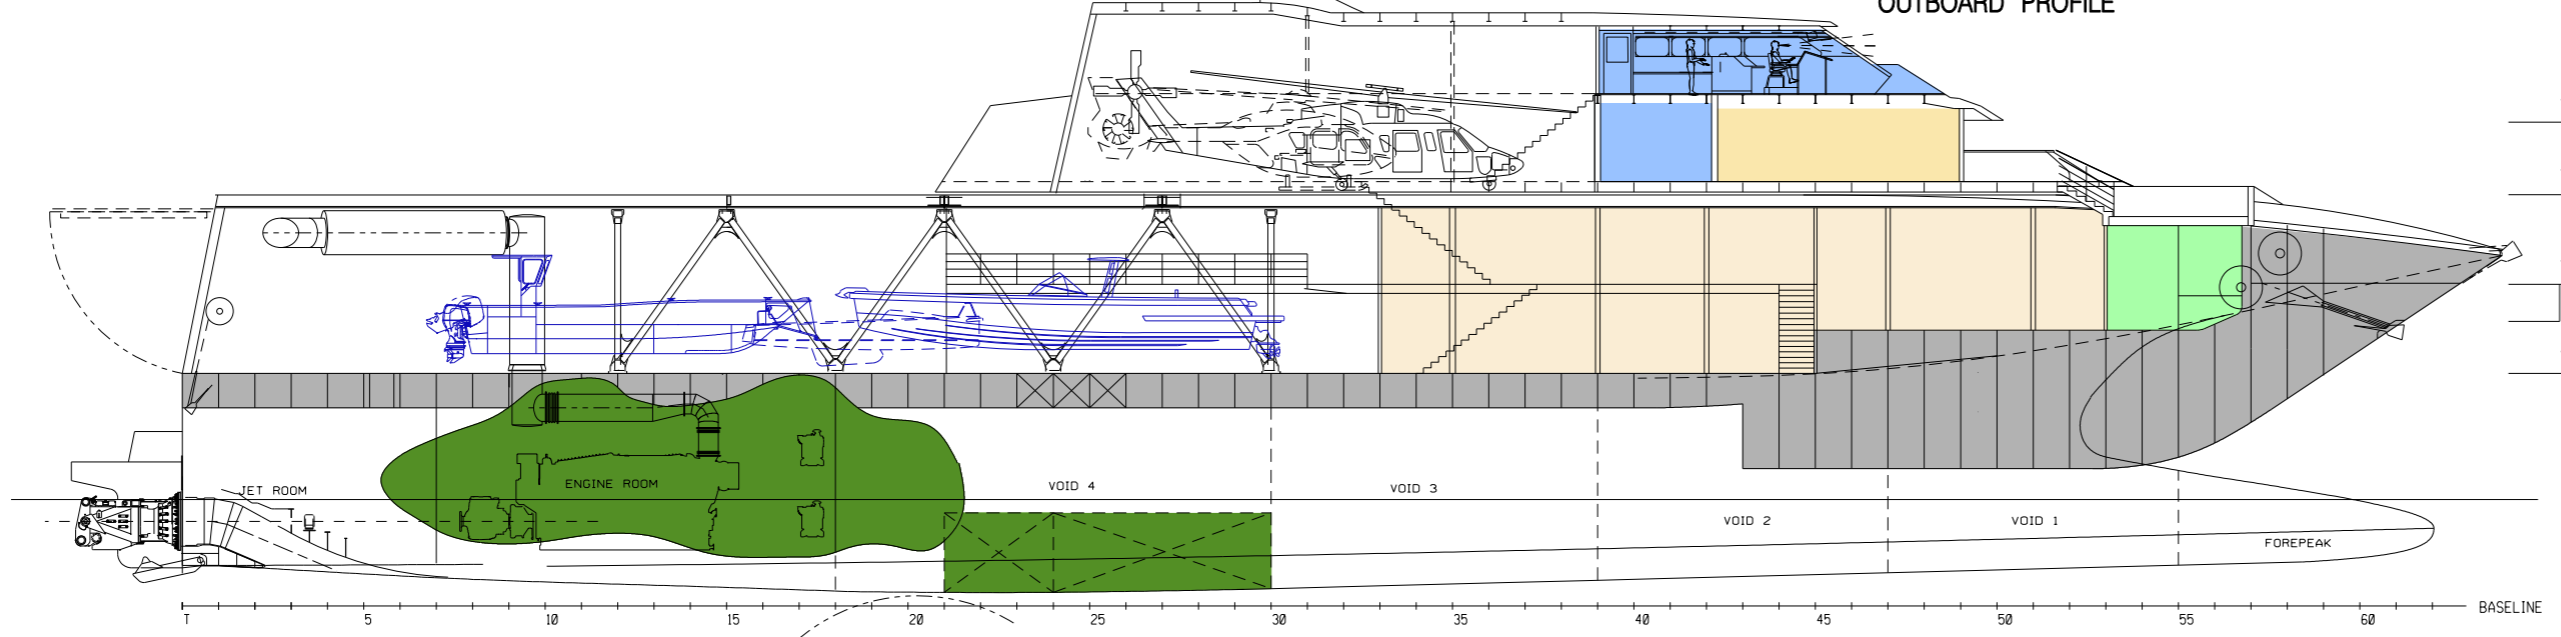 OUTBOARD PROFILE
JET ROOM
ENGINE ROOM
VOID 4
VOID 3
VOID 2
VOID 1
FOREPEAK
T 5 10 15 20 25 30 35 40 45 50 55 60 BASELINE